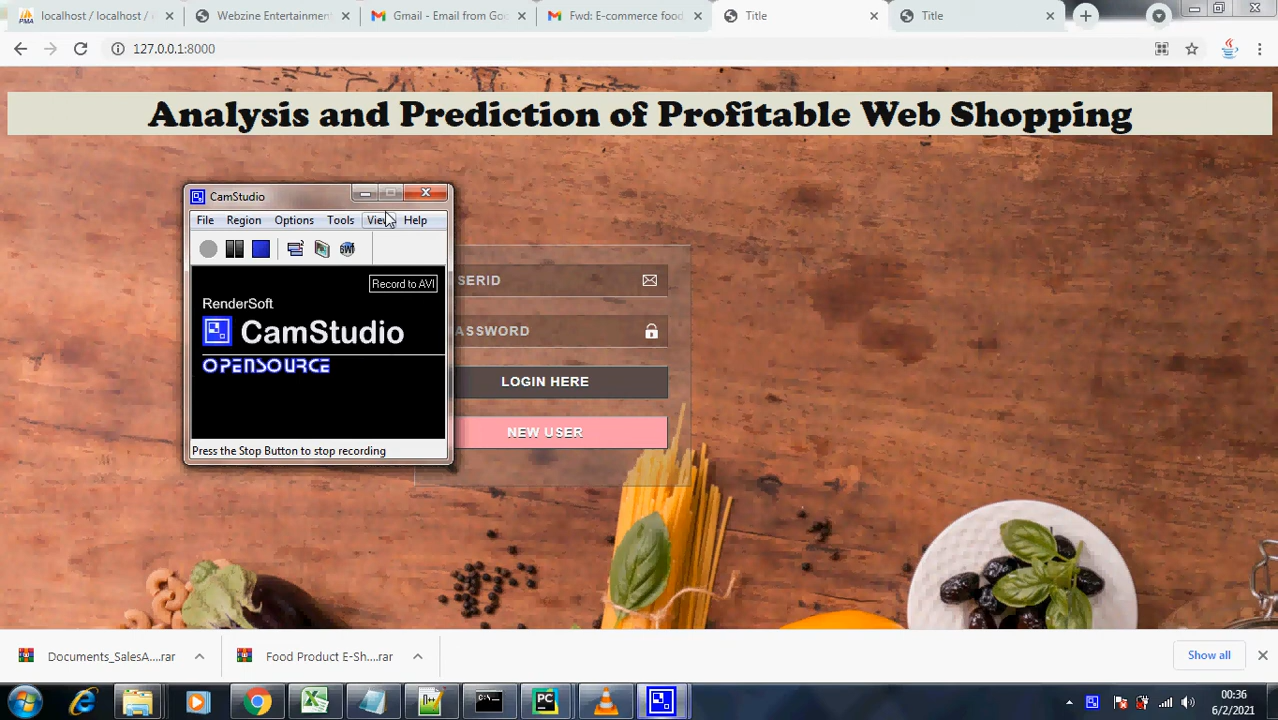 localhost / localhost /
Webzine Entertainmen
Gmail - Email from Goo
Fwd: E-commerce food
Title
Title
127.0.0.1:8000
Analysis and Prediction of Profitable Web Shopping
CamStudio
File
Region
Options
Tools
View
Help
Record to AVI
RenderSoft
CamStudio
OPENSOURCE
Press the Stop Button to stop recording
SERID
ASSWORD
LOGIN HERE
NEW USER
Documents_SalesA....rar
Food Product E-Sh....rar
Show all
00:36
6/2/2021